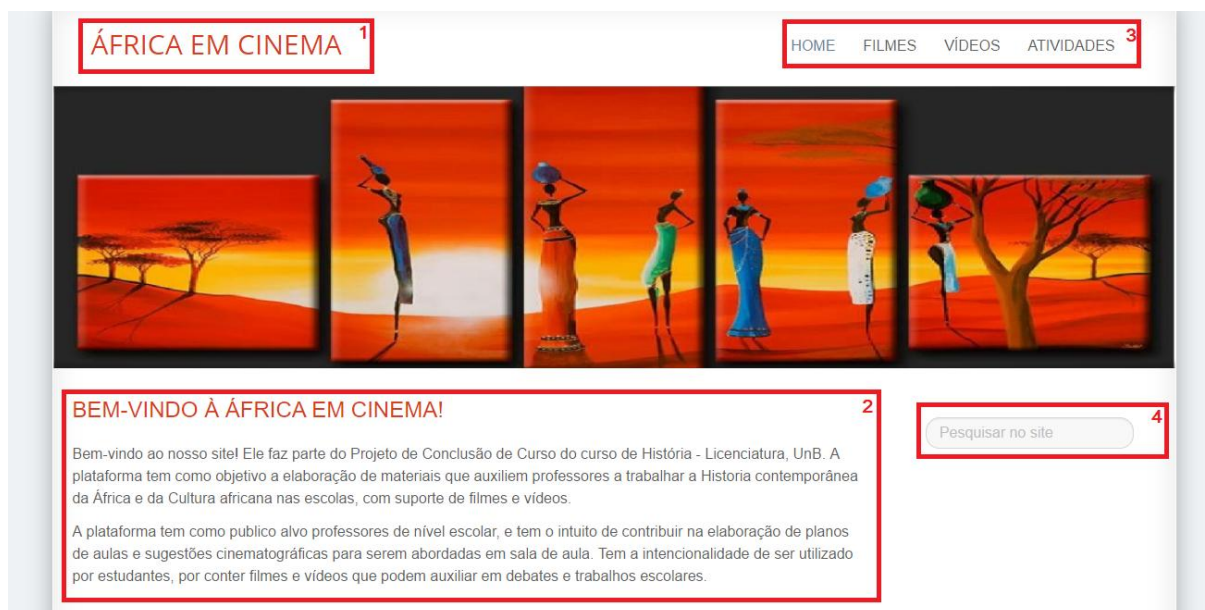 ÁFRICA EM CINEMA 1
HOME FILMES VÍDEOS ATIVIDADES 3
BEM-VINDO À ÁFRICA EM CINEMA! 2
Bem-vindo ao nosso site! Ele faz parte do Projeto de Conclusão de Curso do curso de História - Licenciatura, UnB. A
plataforma tem como objetivo a elaboração de materiais que auxiliem professores a trabalhar a Historia contemporânea
da África e da Cultura africana nas escolas, com suporte de filmes e vídeos.
A plataforma tem como publico alvo professores de nível escolar, e tem o intuito de contribuir na elaboração de planos
de aulas e sugestões cinematográficas para serem abordadas em sala de aula. Tem a intencionalidade de ser utilizado
por estudantes, por conter filmes e vídeos que podem auxiliar em debates e trabalhos escolares.
4
Pesquisar no site